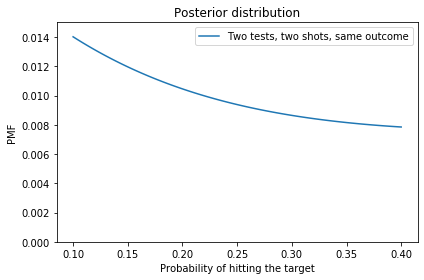 Posterior distribution
Two tests, two shots, same outcome
PMF
0.014
0.012
0.010
0.008
0.006
0.004
0.002
0.000
0.10 0.15 0.20 0.25 0.30 0.35 0.40
Probability of hitting the target